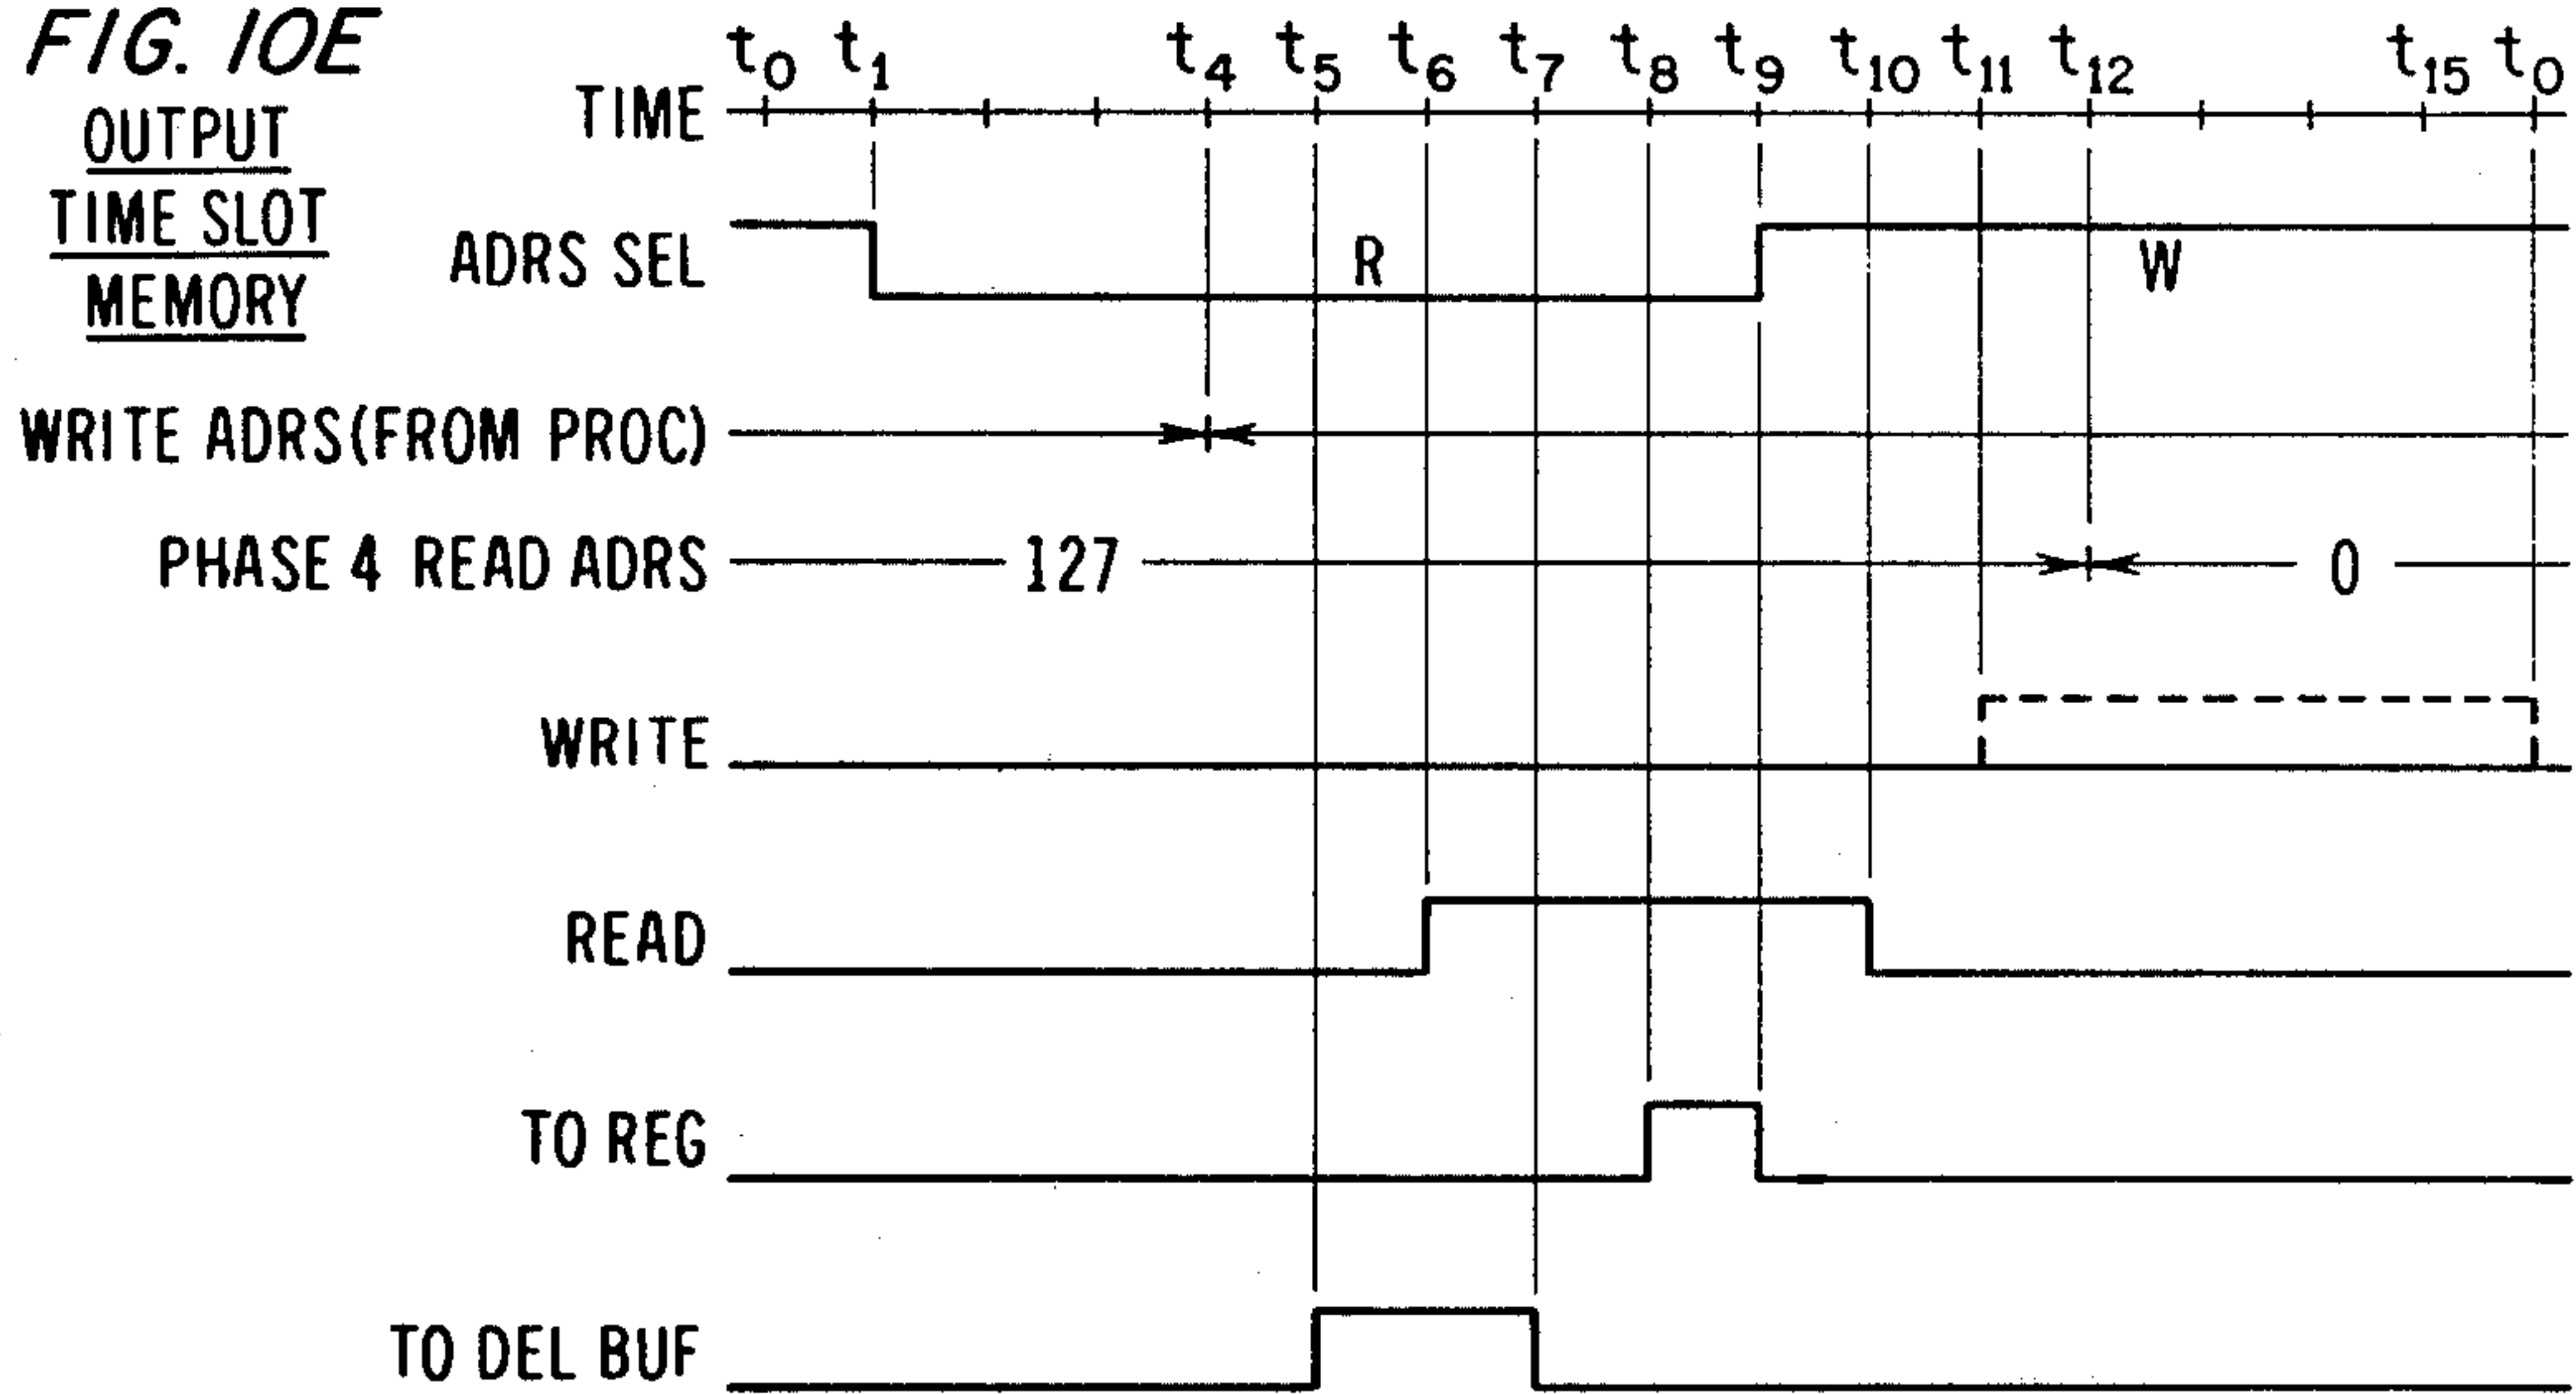 FIG. 10E
OUTPUT
TIME SLOT
MEMORY
t0 t1 t4 t5 t6 t7 t8 t9 t10 t11 t12 t15 t0
TIME
ADRS SEL R W
WRITE ADRS(FROM PROC)
PHASE 4 READ ADRS 127 0
WRITE
READ
TO REG
TO DEL BUF